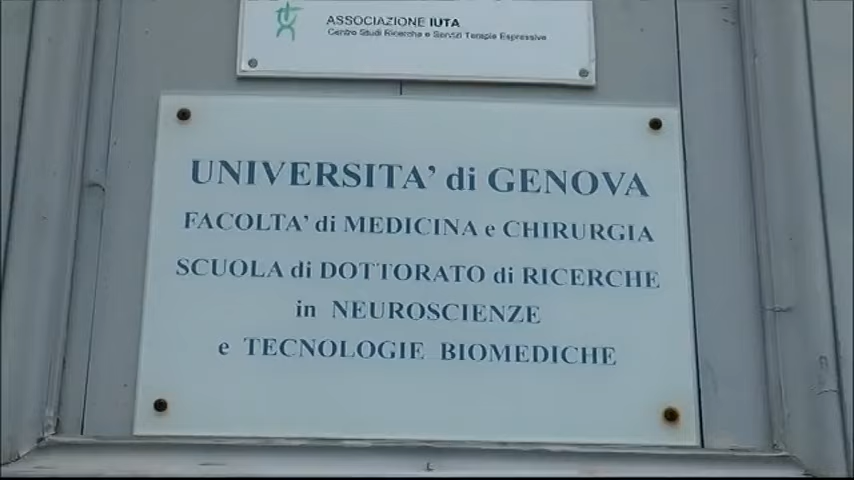 ASSOCIAZIONE IUTA
Centro Studi Ricerche e Servizi Terapie Espressive
UNIVERSITA' di GENOVA
FACOLTA' di MEDICINA e CHIRURGIA
SCUOLA di DOTTORATO di RICERCHE
in NEUROSCIENZE
e TECNOLOGIE BIOMEDICHE